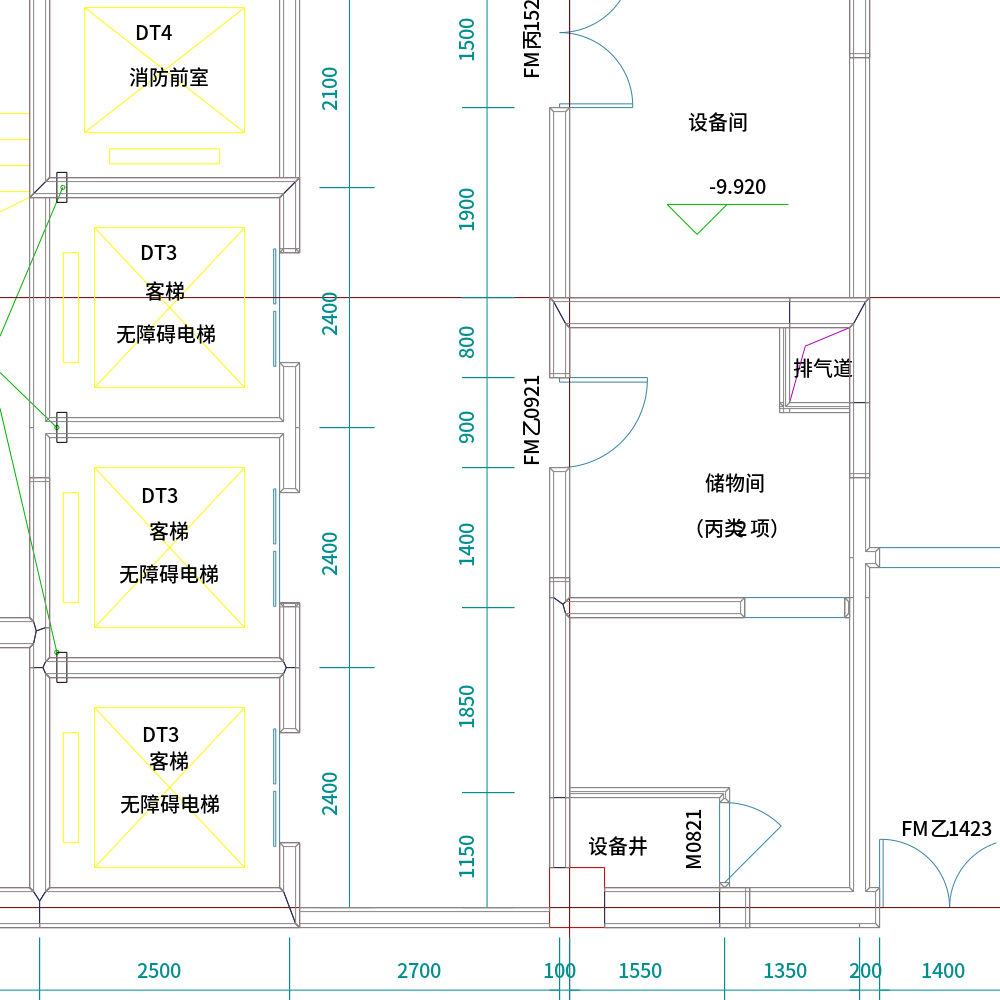 DT4
消防前室
2100
1500
FM丙152
设备间
-9.920
1900
DT3
客梯
无障碍电梯
2400
800
排气道
FM乙0921
900
储物间
（丙类2项）
DT3
客梯
无障碍电梯
2400
1400
1850
DT3
客梯
无障碍电梯
2400
1150
设备井
M0821
FM乙1423
2500
2700
100
1550
1350
200
1400